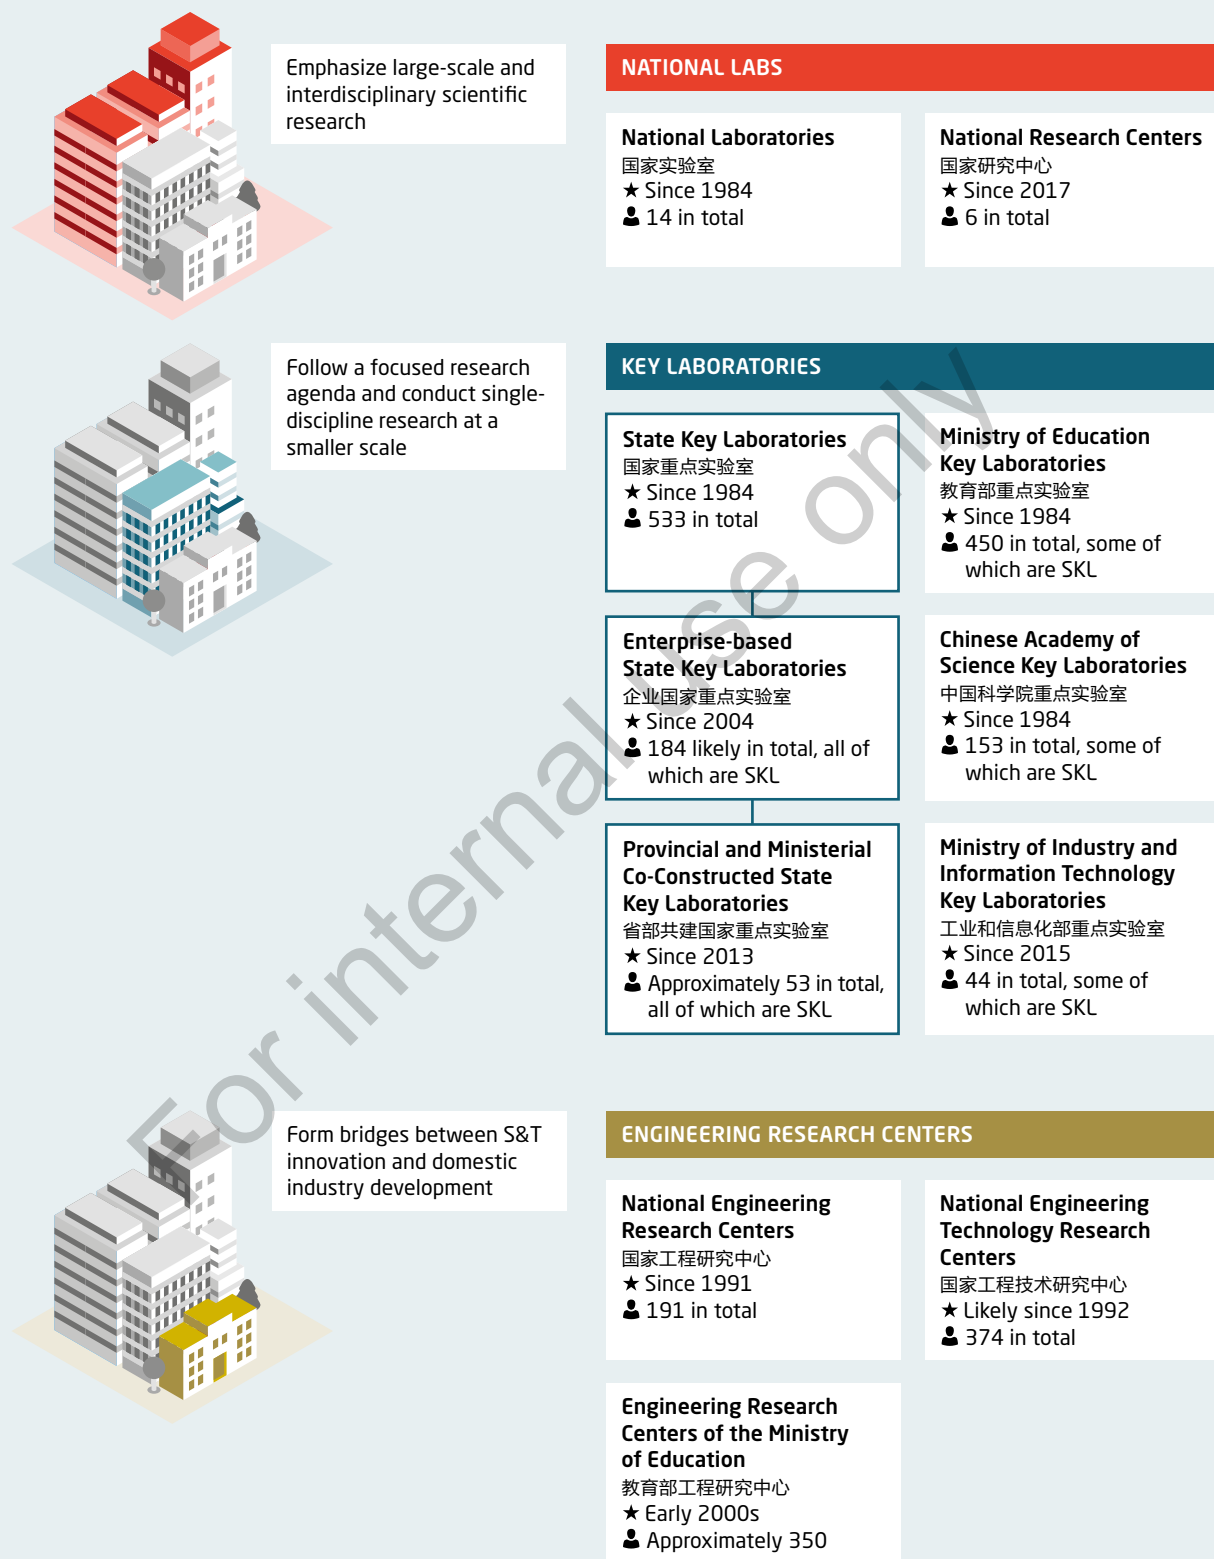 Emphasize large-scale and
interdisciplinary scientific
research
NATIONAL LABS
National Laboratories
国家实验室
★ Since 1984
14 in total
National Research Centers
国家研究中心
★ Since 2017
6 in total
Follow a focused research
agenda and conduct single-
discipline research at a
smaller scale
KEY LABORATORIES
State Key Laboratories
国家重点实验室
★ Since 1984
533 in total
Ministry of Education
Key Laboratories
教育部重点实验室
★ Since 1984
450 in total, some of
which are SKL
Enterprise-based
State Key Laboratories
企业国家重点实验室
★ Since 2004
184 likely in total, all of
which are SKL
Chinese Academy of
Science Key Laboratories
中国科学院重点实验室
★ Since 1984
153 in total, some of
which are SKL
Provincial and Ministerial
Co-Constructed State
Key Laboratories
省部共建国家重点实验室
★ Since 2013
Approximately 53 in total,
all of which are SKL
Ministry of Industry and
Information Technology
Key Laboratories
工业和信息化部重点实验室
★ Since 2015
44 in total, some of
which are SKL
Form bridges between S&T
innovation and domestic
industry development
ENGINEERING RESEARCH CENTERS
National Engineering
Research Centers
国家工程研究中心
★ Since 1991
191 in total
National Engineering
Technology Research
Centers
国家工程技术研究中心
★ Likely since 1992
374 in total
Engineering Research
Centers of the Ministry
of Education
教育部工程研究中心
★ Early 2000s
Approximately 350
For internal use only